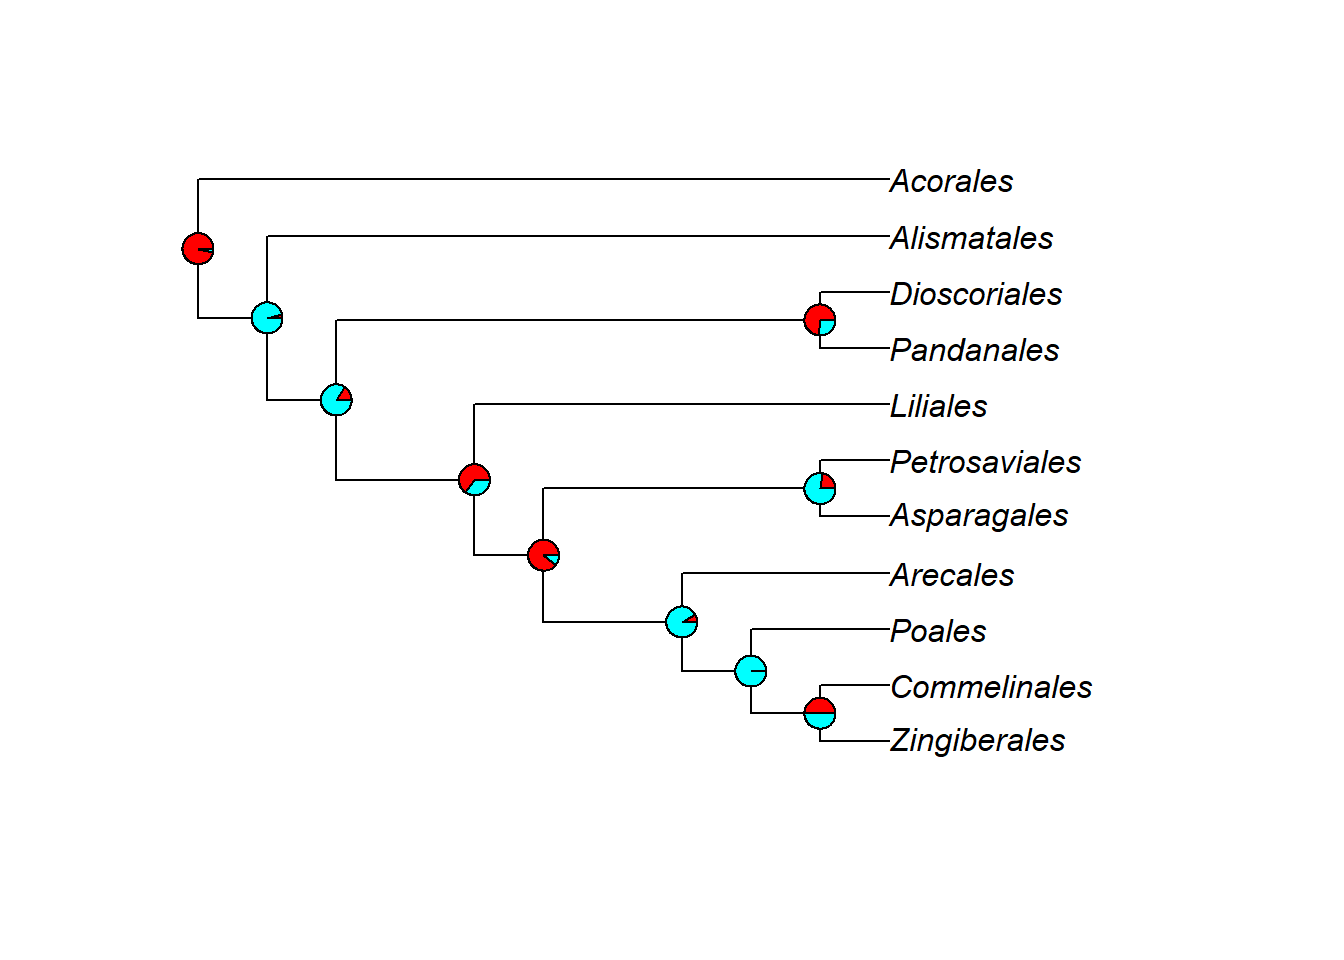 Acorales
Alismatales
Dioscoriales
Pandanales
Liliales
Petrosaviales
Asparagales
Arecales
Poales
Commelinales
Zingiberales